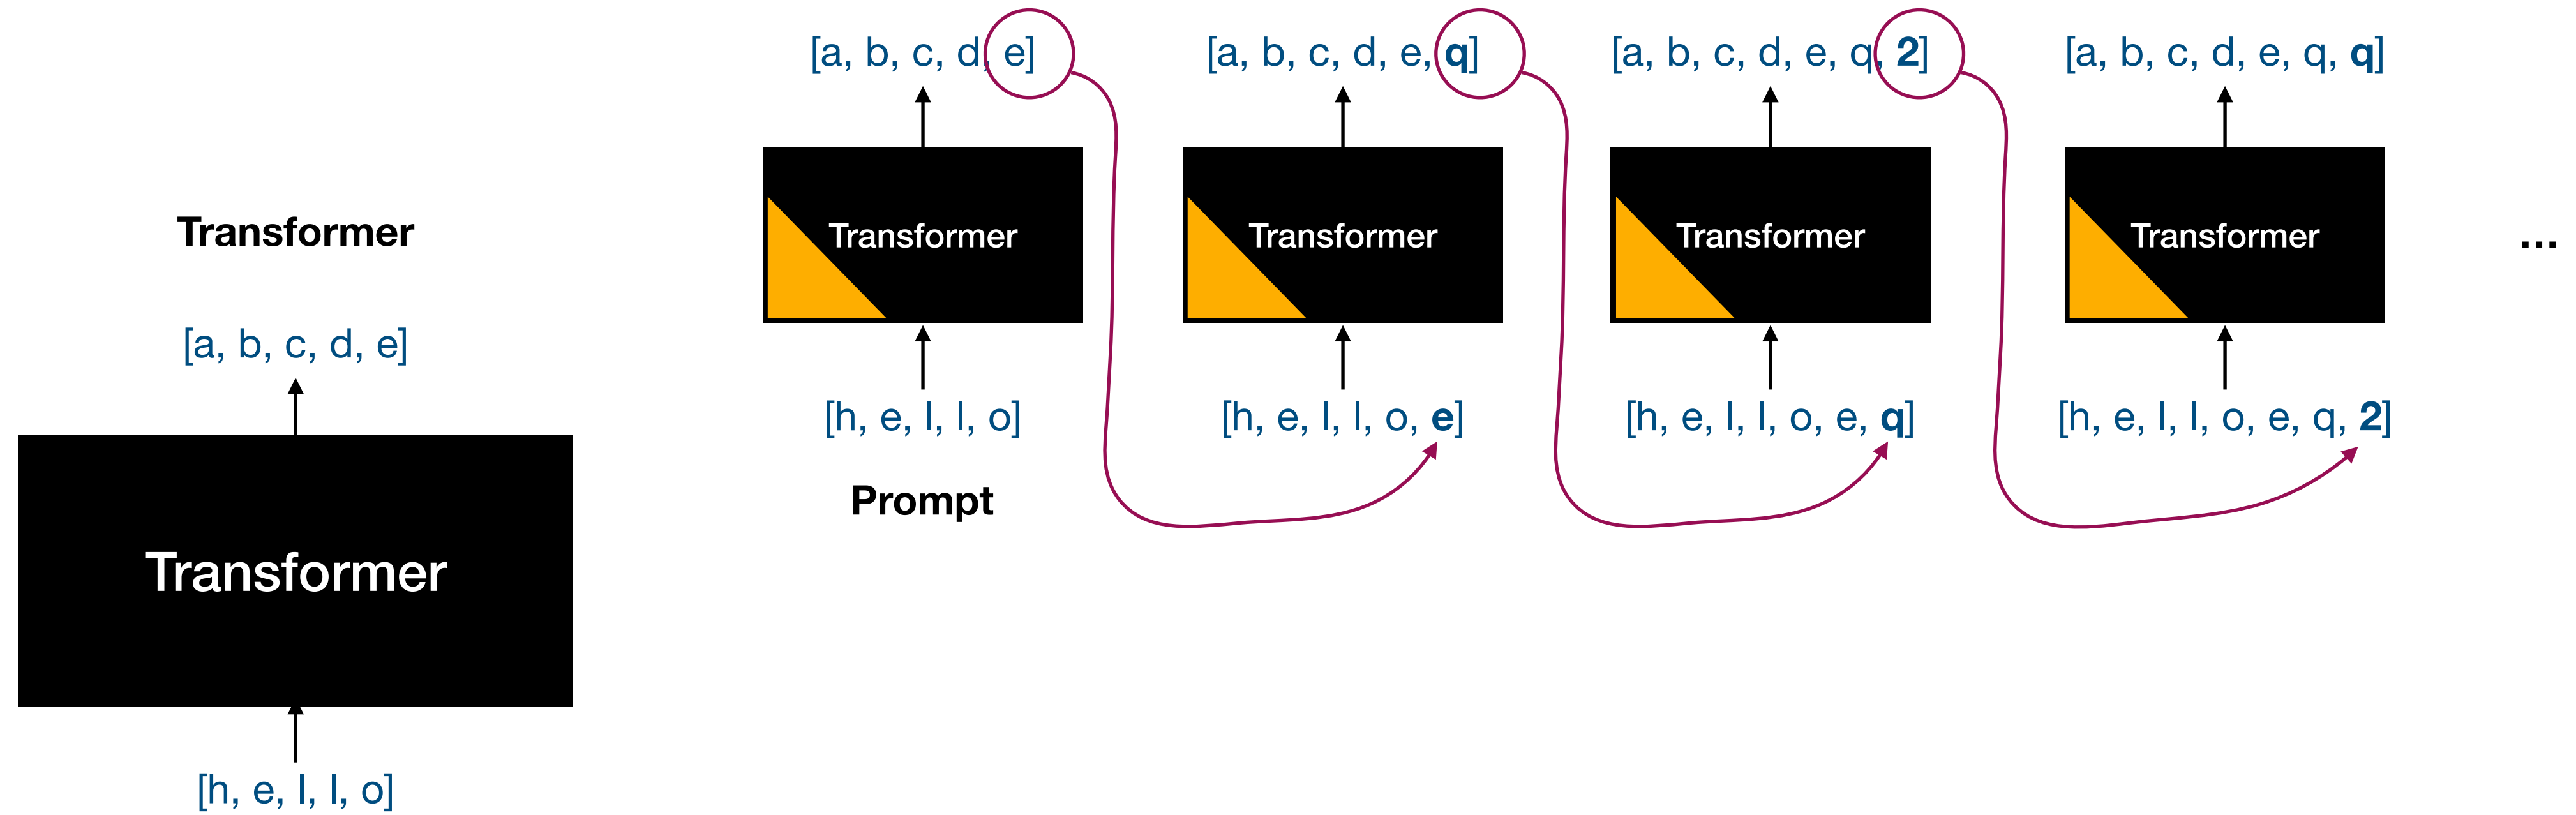 Transformer
[a, b, c, d, e]
Transformer
[h, e, l, l, o]
[a, b, c, d, e]
Transformer
[h, e, l, l, o]
Prompt
[a, b, c, d, e, q]
Transformer
[h, e, l, l, o, e]
[a, b, c, d, e, q, 2]
Transformer
[h, e, l, l, o, e, q]
[a, b, c, d, e, q, q]
Transformer
[h, e, l, l, o, e, q, 2]
...